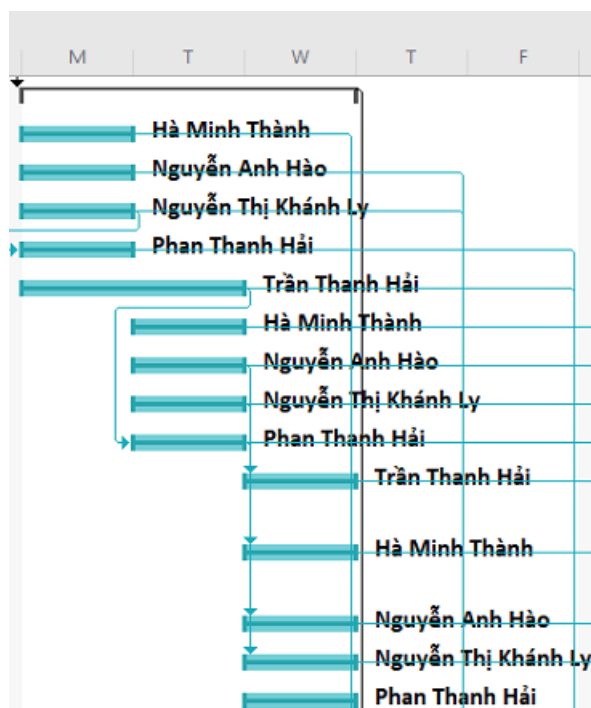 M T W T F
Hà Minh Thành
Nguyễn Anh Hào
Nguyễn Thị Khánh Ly
Phan Thanh Hải
Trần Thanh Hải
Hà Minh Thành
Nguyễn Anh Hào
Nguyễn Thị Khánh Ly
Phan Thanh Hải
Trần Thanh Hải
Hà Minh Thành
Nguyễn Anh Hào
Nguyễn Thị Khánh Ly
Phan Thanh Hải